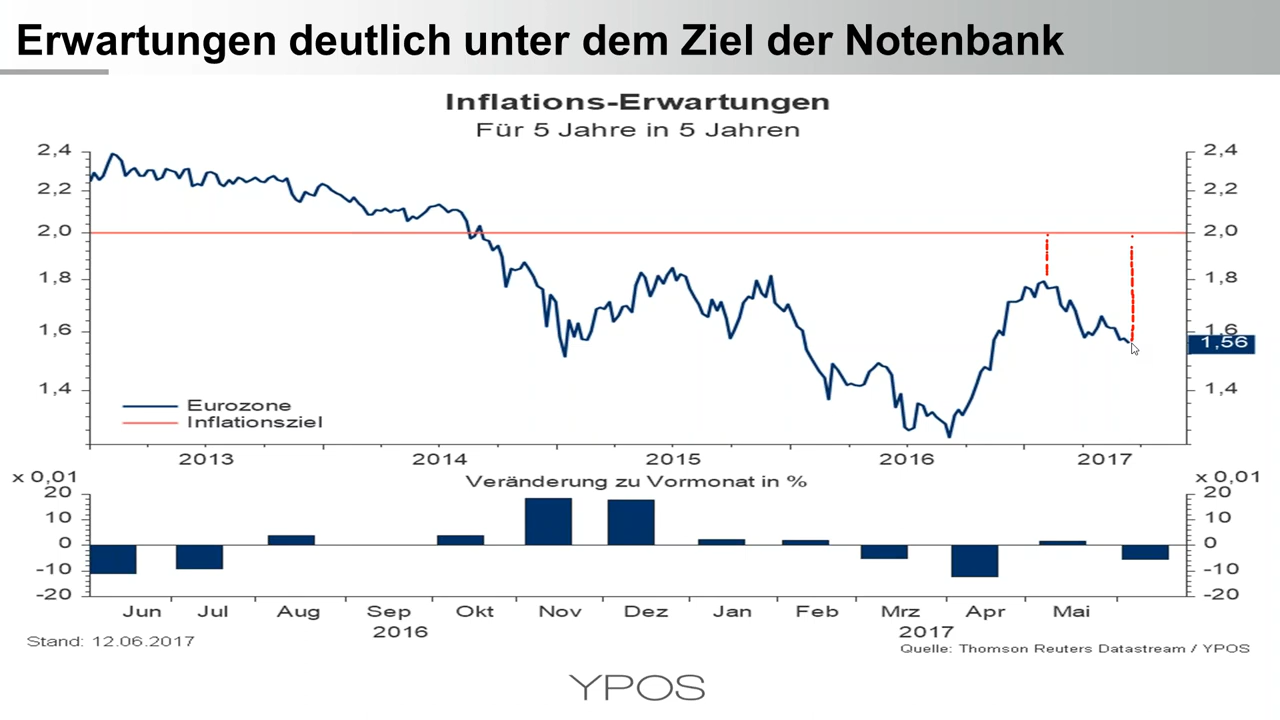 Erwartungen deutlich unter dem Ziel der Notenbank
Inflations-Erwartungen
Für 5 Jahre in 5 Jahren
2,4 2,4
2,2 2,2
2,0 2,0
1,8 1,8
1,6 1,6
1,56
1,4 1,4
Eurozone
Inflationsziel
2013 2014 2015 2016 2017
x 0,01 Veränderung zu Vormonat in % x 0,01
20 20
10 10
0 0
-10 -10
-20 -20
Jun Jul Aug Sep Okt Nov Dez Jan Feb Mrz Apr Mai
2016 2017
Stand: 12.06.2017
Quelle: Thomson Reuters Datastream / YPOS
YPOS